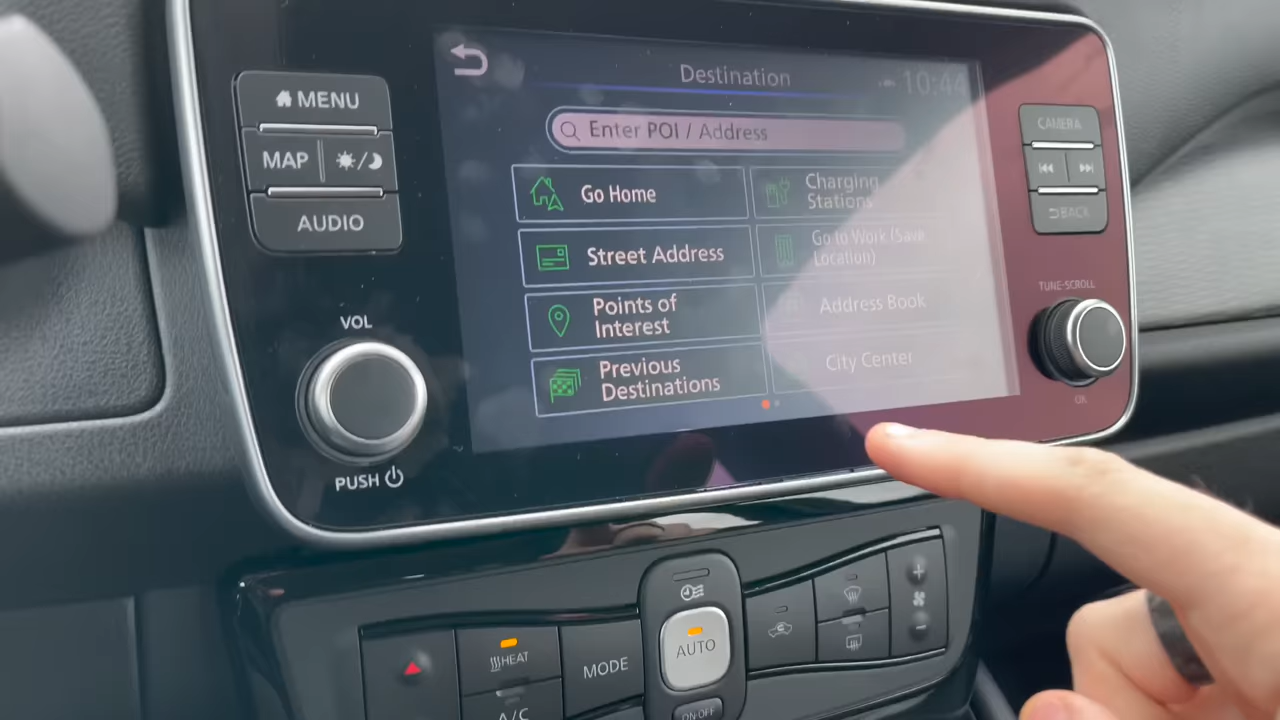 MENU
MAP
AUDIO
VOL
PUSH
Destination
10:44
Enter POI / Address
Go Home
Charging
Stations
Street Address
Go to Work (Save
Location)
Points of
Interest
Address Book
Previous
Destinations
City Center
CAMERA
BACK
TUNE·SCROLL
OK
HEAT
MODE
AUTO
A/C
ON·OFF